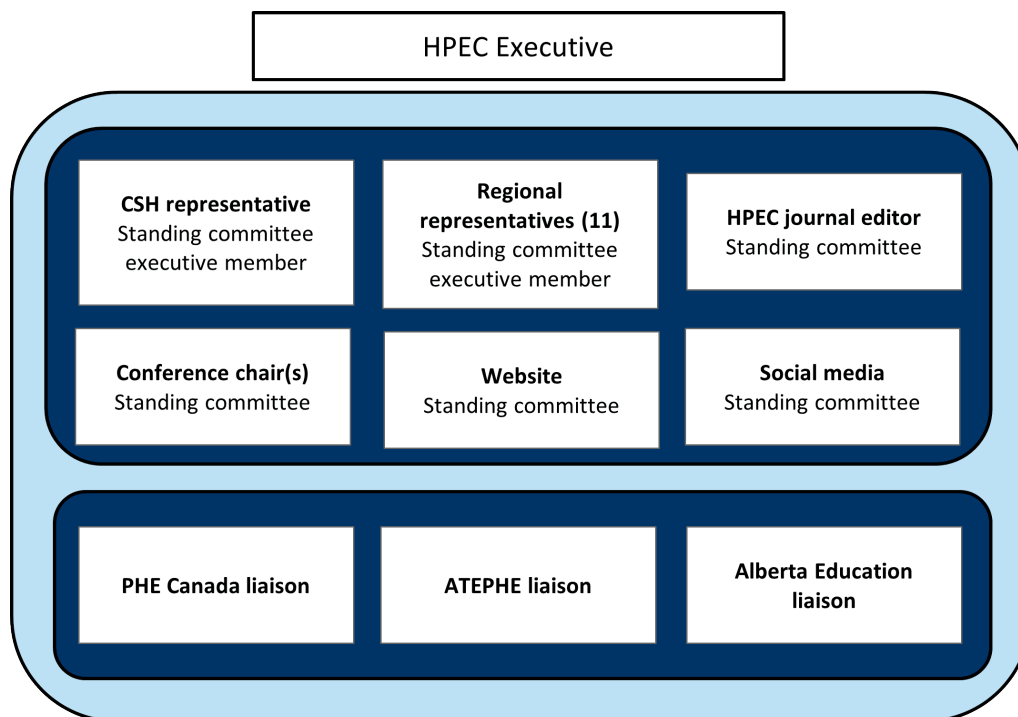 HPEC Executive
CSH representative
Standing committee
executive member
Regional
representatives (11)
Standing committee
executive member
HPEC journal editor
Standing committee
Conference chair(s)
Standing committee
Website
Standing committee
Social media
Standing committee
PHE Canada liaison
ATEPHE liaison
Alberta Education
liaison